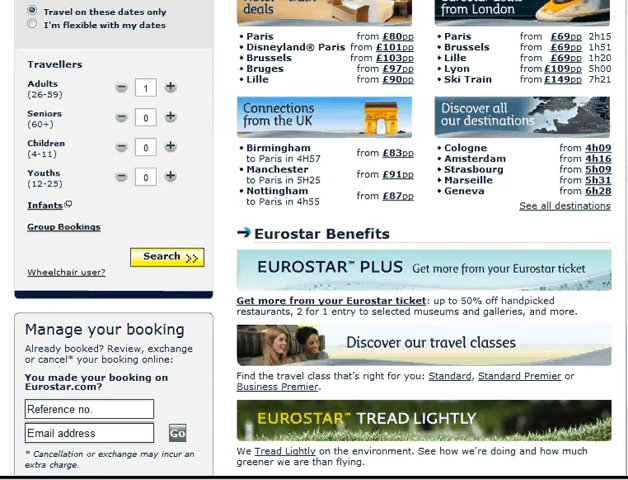 Travel on these dates only
I'm flexible with my dates
Travellers
Adults
(26-59)
1
Seniors
(60+)
0
Children
(4-11)
0
Youths
(12-25)
0
Infants
Group Bookings
Search >>
Wheelchair user?
Manage your booking
Already booked? Review, exchange
or cancel* your booking online:
You made your booking on
Eurostar.com?
Reference no.
Email address
Go
* Cancellation or exchange may incur an
extra charge.
deals
Paris from £80pp
Disneyland® Paris from £101pp
Brussels from £103pp
Bruges from £97pp
Lille from £90pp
from London
Paris from £69pp 2h15
Brussels from £69pp 1h51
Lille from £69pp 1h20
Lyon from £109pp 5h00
Ski Train from £149pp 7h21
Connections
from the UK
Birmingham
to Paris in 4H57 from £83pp
Manchester
to Paris in 5H25 from £91pp
Nottingham
to Paris in 4h55 from £87pp
Discover all
our destinations
Cologne from 4h09
Amsterdam from 4h16
Strasbourg from 5h09
Marseille from 5h31
Geneva from 6h28
See all destinations
Eurostar Benefits
EUROSTAR™ PLUS Get more from your Eurostar ticket
Get more from your Eurostar ticket: up to 50% off handpicked
restaurants, 2 for 1 entry to selected museums and galleries, and more.
Discover our travel classes
Find the travel class that's right for you: Standard, Standard Premier or
Business Premier.
EUROSTAR™ TREAD LIGHTLY
We Tread Lightly on the environment. See how we're doing and how much
greener we are than flying.